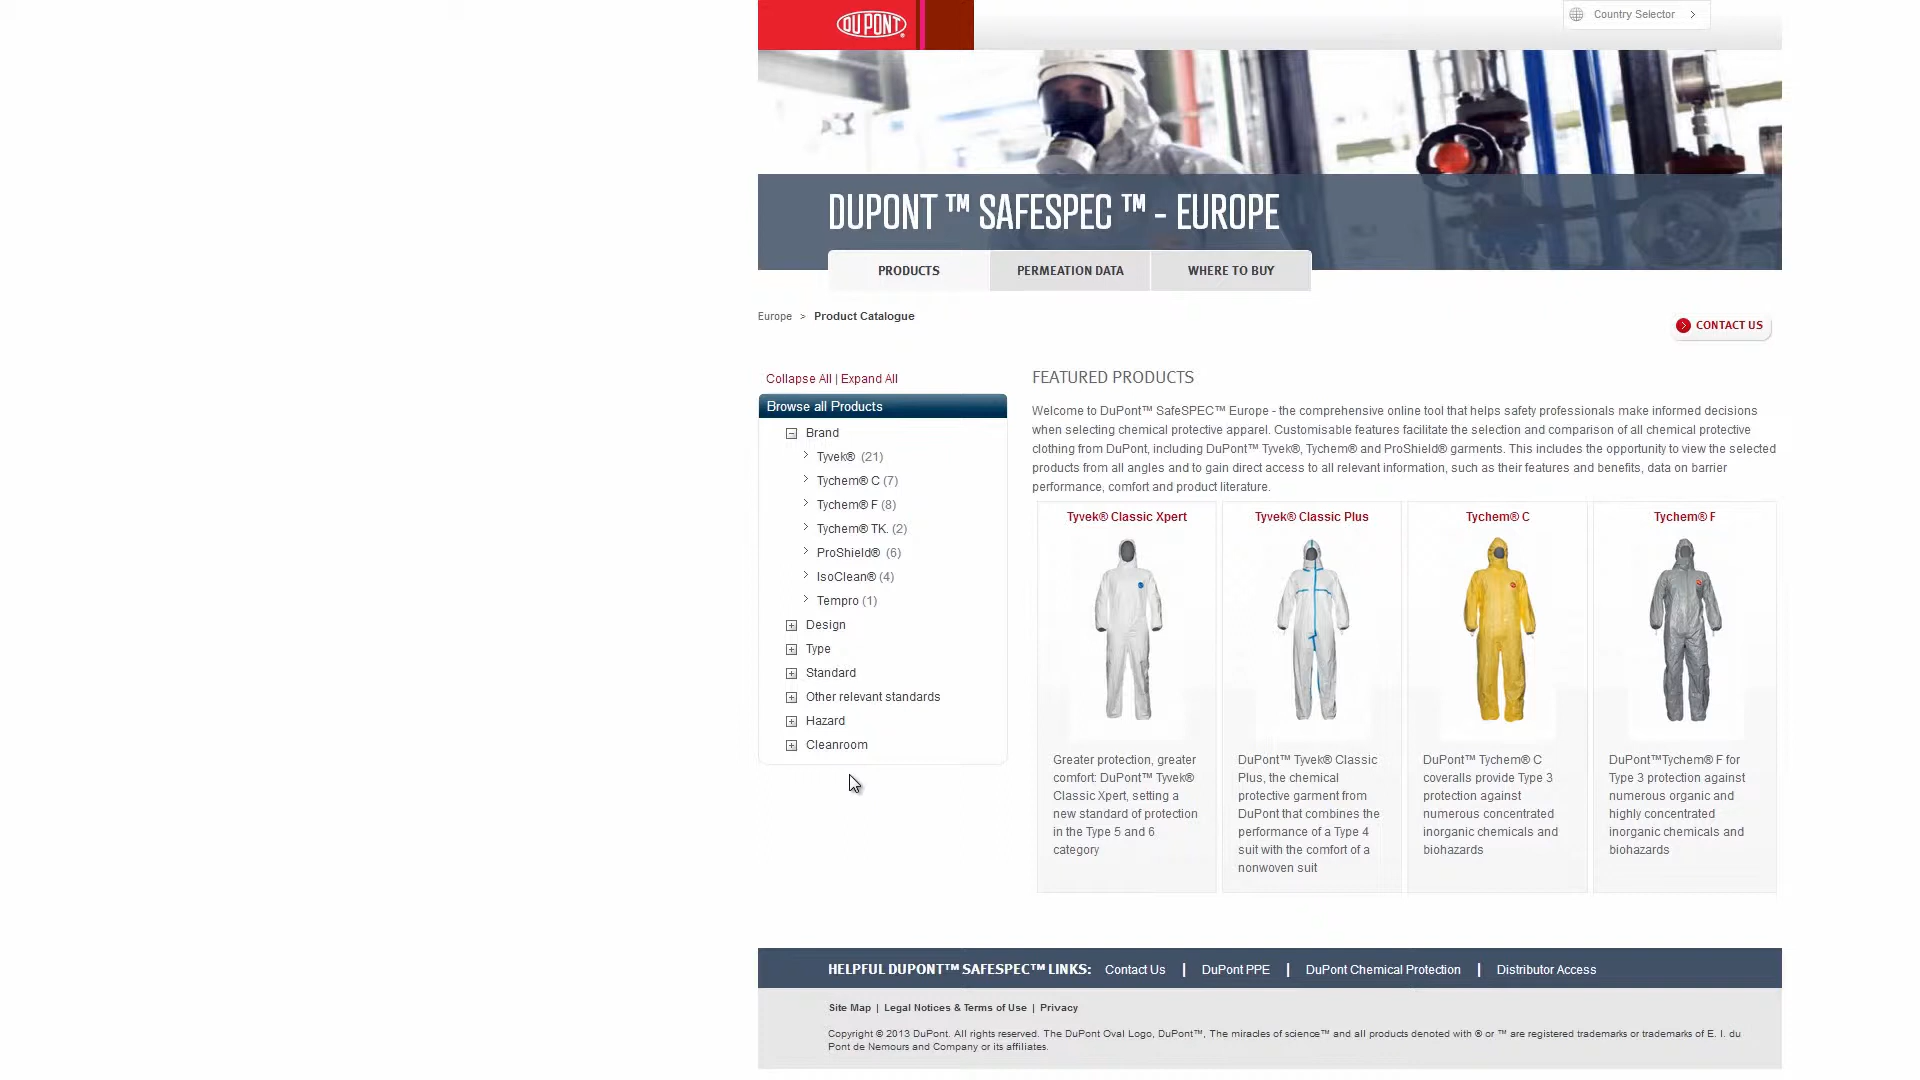 DU PONT
Country Selector
DUPONT ™ SAFESPEC ™ - EUROPE
PRODUCTS
PERMEATION DATA
WHERE TO BUY
Europe > Product Catalogue
CONTACT US
Collapse All | Expand All
Browse all Products
Brand
Tyvek® (21)
Tychem® C (7)
Tychem® F (8)
Tychem® TK. (2)
ProShield® (6)
IsoClean® (4)
Tempro (1)
Design
Type
Standard
Other relevant standards
Hazard
Cleanroom
FEATURED PRODUCTS
Welcome to DuPont™ SafeSPEC™ Europe - the comprehensive online tool that helps safety professionals make informed decisions
when selecting chemical protective apparel. Customisable features facilitate the selection and comparison of all chemical protective
clothing from DuPont, including DuPont™ Tyvek®, Tychem® and ProShield® garments. This includes the opportunity to view the selected
products from all angles and to gain direct access to all relevant information, such as their features and benefits, data on barrier
performance, comfort and product literature.
Tyvek® Classic Xpert
Greater protection, greater
comfort: DuPont™ Tyvek®
Classic Xpert, setting a
new standard of protection
in the Type 5 and 6
category
Tyvek® Classic Plus
DuPont™ Tyvek® Classic
Plus, the chemical
protective garment from
DuPont that combines the
performance of a Type 4
suit with the comfort of a
nonwoven suit
Tychem® C
DuPont™ Tychem® C
coveralls provide Type 3
protection against
numerous concentrated
inorganic chemicals and
biohazards
Tychem® F
DuPont™Tychem® F for
Type 3 protection against
numerous organic and
highly concentrated
inorganic chemicals and
biohazards
HELPFUL DUPONT™ SAFESPEC™ LINKS: Contact Us | DuPont PPE | DuPont Chemical Protection | Distributor Access
Site Map | Legal Notices & Terms of Use | Privacy
Copyright © 2013 DuPont. All rights reserved. The DuPont Oval Logo, DuPont™, The miracles of science™ and all products denoted with ® or ™ are registered trademarks or trademarks of E. I. du
Pont de Nemours and Company or its affiliates.